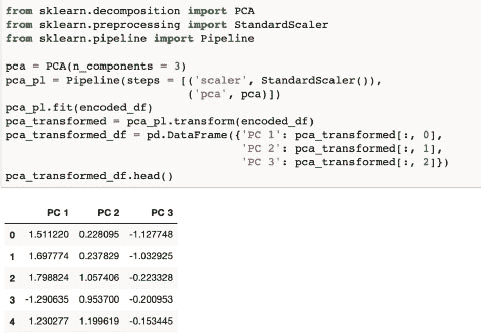 from sklearn.decomposition import PCA
from sklearn.preprocessing import StandardScaler
from sklearn.pipeline import Pipeline
pca = PCA(n_components = 3)
pca_pl = Pipeline(steps = [('scaler', StandardScaler()),
('pca', pca)])
pca_pl.fit(encoded_df)
pca_transformed = pca_pl.transform(encoded_df)
pca_transformed_df = pd.DataFrame({'PC 1': pca_transformed[:, 0],
'PC 2': pca_transformed[:, 1],
'PC 3': pca_transformed[:, 2]})
pca_transformed_df.head()
PC 1 PC 2 PC 3
0 1.511220 0.228095 -1.127748
1 1.697774 0.237829 -1.032925
2 1.798824 1.057406 -0.223328
3 -1.290635 0.953700 -0.200953
4 1.230277 1.199619 -0.153445